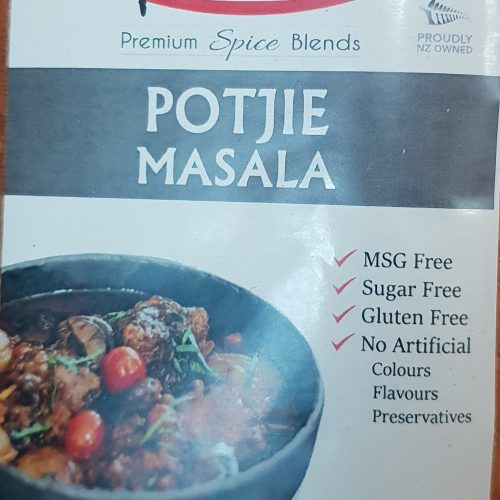 Premium Spice Blends
PROUDLY
NZ OWNED
POTJIE
MASALA
MSG Free
Sugar Free
Gluten Free
No Artificial
Colours
Flavours
Preservatives